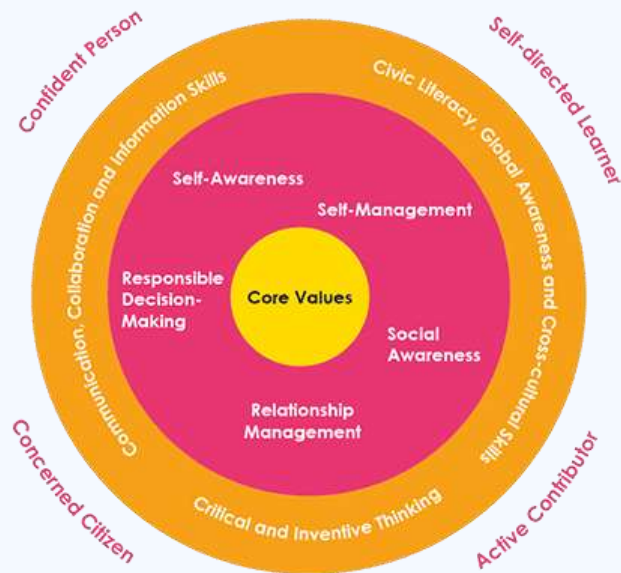 Confident Person
Self-directed Learner
Communication, Collaboration and Information Skills
Civic Literacy, Global Awareness and Cross-cultural Skills
Self-Awareness
Self-Management
Responsible
Decision-
Making
Core Values
Social
Awareness
Relationship
Management
Critical and Inventive Thinking
Concerned Citizen
Active Contributor